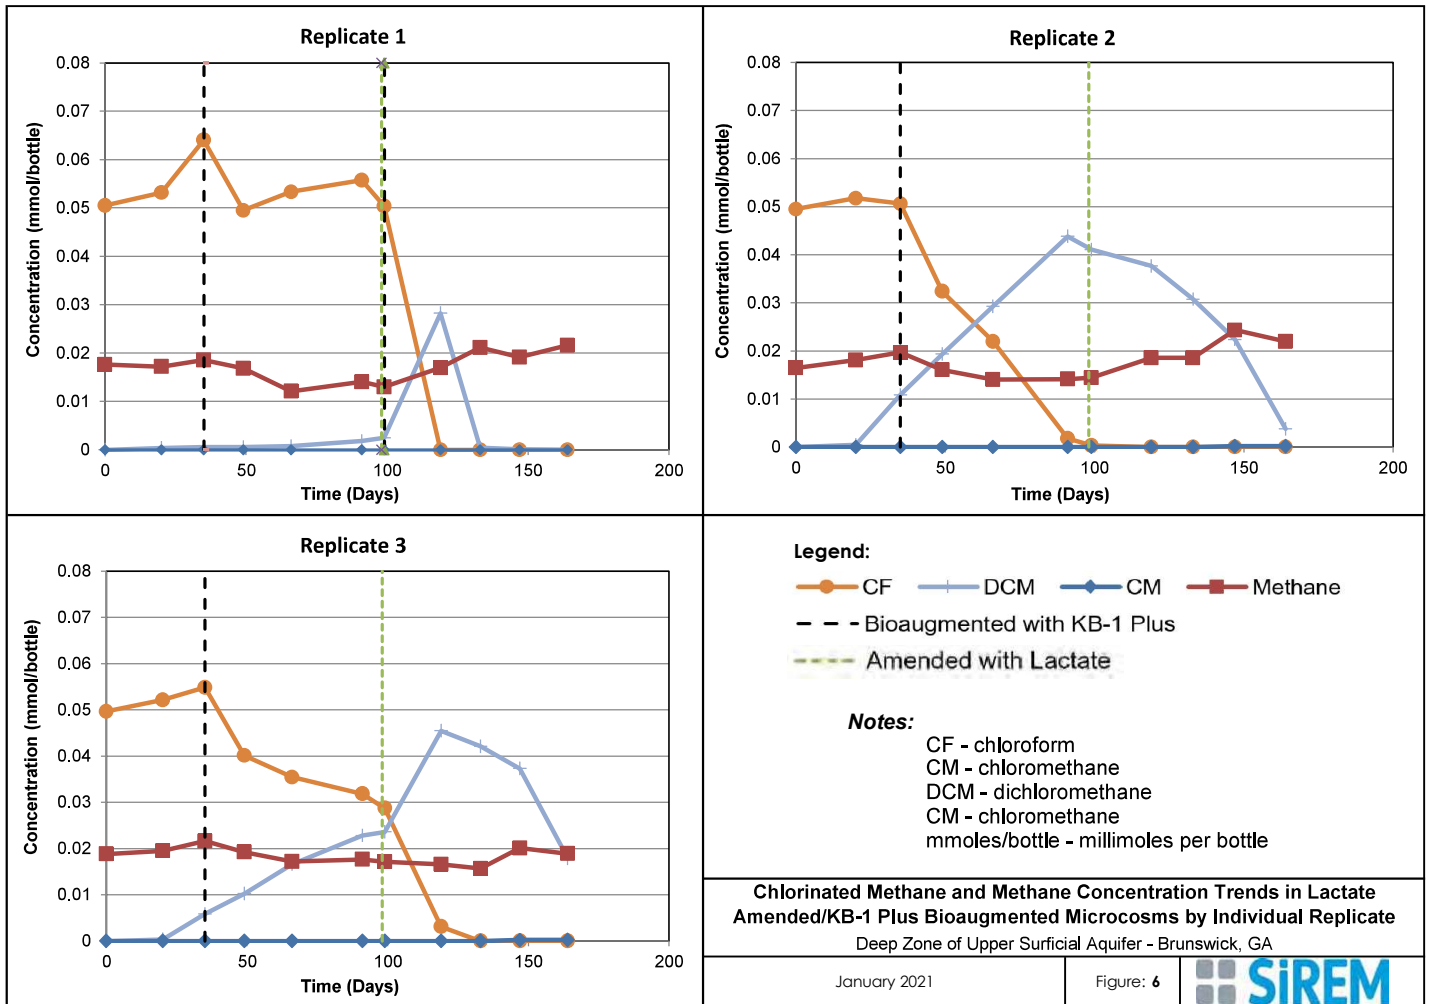 Replicate 1
Concentration (mmol/bottle)
0.08
0.07
0.06
0.05
0.04
0.03
0.02
0.01
0
0 50 100 150 200
Time (Days)
Replicate 2
Concentration (mmol/bottle)
0.08
0.07
0.06
0.05
0.04
0.03
0.02
0.01
0
0 50 100 150 200
Time (Days)
Replicate 3
Concentration (mmol/bottle)
0.08
0.07
0.06
0.05
0.04
0.03
0.02
0.01
0
0 50 100 150 200
Time (Days)
Legend:
CF DCM CM Methane
Bioaugmented with KB-1 Plus
Amended with Lactate
Notes:
CF - chloroform
CM - chloromethane
DCM - dichloromethane
CM - chloromethane
mmoles/bottle - millimoles per bottle
Chlorinated Methane and Methane Concentration Trends in Lactate
Amended/KB-1 Plus Bioaugmented Microcosms by Individual Replicate
Deep Zone of Upper Surficial Aquifer - Brunswick, GA
January 2021
Figure: 6
SiREM